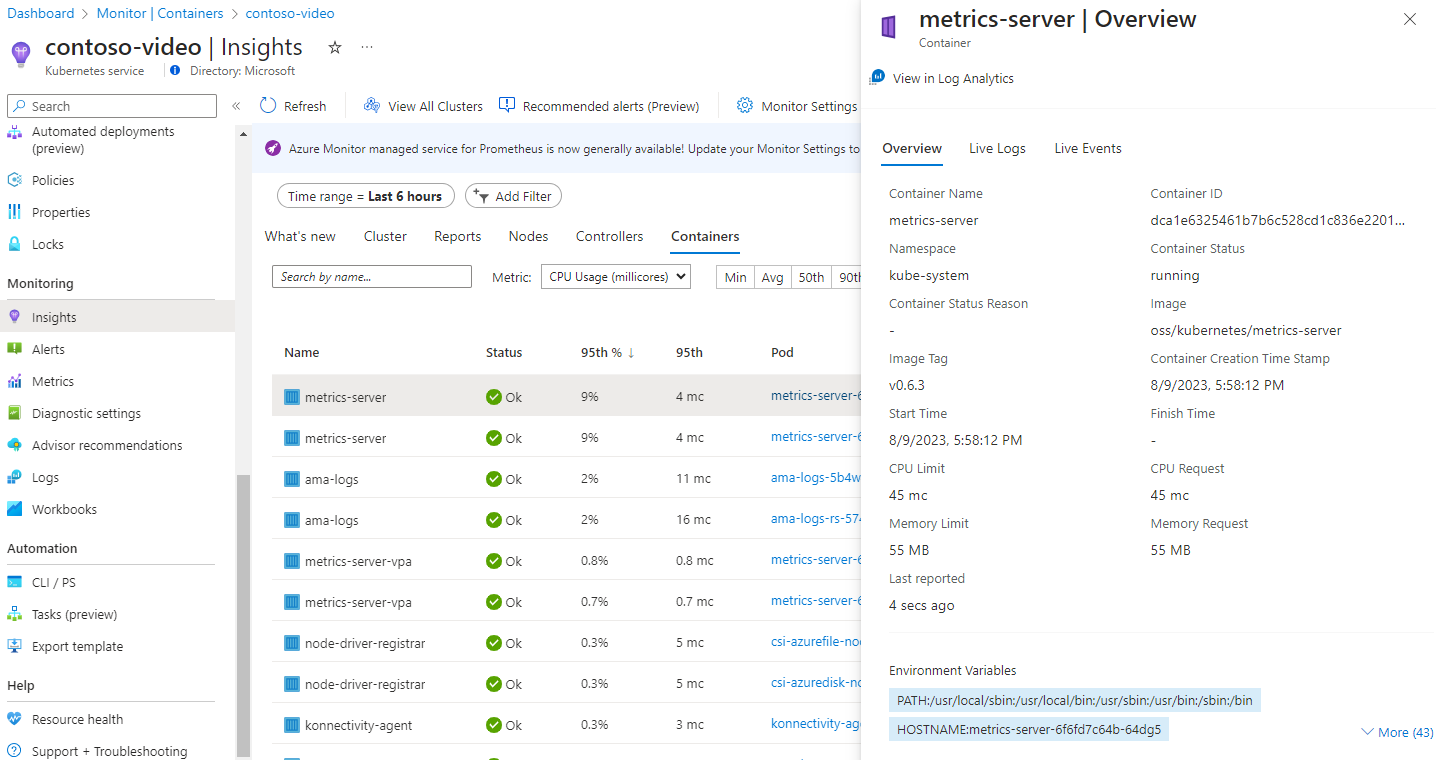 Dashboard > Monitor | Containers > contoso-video
contoso-video | Insights
Kubernetes service
Directory: Microsoft
Search
Automated deployments
(preview)
Policies
Properties
Locks
Monitoring
Insights
Alerts
Metrics
Diagnostic settings
Advisor recommendations
Logs
Workbooks
Automation
CLI / PS
Tasks (preview)
Export template
Help
Resource health
Support + Troubleshooting
Refresh View All Clusters Recommended alerts (Preview) Monitor Settings
Azure Monitor managed service for Prometheus is now generally available! Update your Monitor Settings to
Time range = Last 6 hours Add Filter
What's new Cluster Reports Nodes Controllers Containers
Search by name... Metric: CPU Usage (millicores) Min Avg 50th 90th
Name Status 95th % ↓ 95th Pod
metrics-server Ok 9% 4 mc metrics-server-6
metrics-server Ok 9% 4 mc metrics-server-6
ama-logs Ok 2% 11 mc ama-logs-5b4w
ama-logs Ok 2% 16 mc ama-logs-rs-574
metrics-server-vpa Ok 0.8% 0.8 mc metrics-server-6
metrics-server-vpa Ok 0.7% 0.7 mc metrics-server-6
node-driver-registrar Ok 0.3% 5 mc csi-azurefile-no
node-driver-registrar Ok 0.3% 5 mc csi-azuredisk-no
konnectivity-agent Ok 0.3% 3 mc konnectivity-ag
metrics-server | Overview
Container
View in Log Analytics
Overview Live Logs Live Events
Container Name Container ID
metrics-server dca1e6325461b7b6c528cd1c836e2201...
Namespace Container Status
kube-system running
Container Status Reason Image
- oss/kubernetes/metrics-server
Image Tag Container Creation Time Stamp
v0.6.3 8/9/2023, 5:58:12 PM
Start Time Finish Time
8/9/2023, 5:58:12 PM -
CPU Limit CPU Request
45 mc 45 mc
Memory Limit Memory Request
55 MB 55 MB
Last reported
4 secs ago
Environment Variables
PATH:/usr/local/sbin:/usr/local/bin:/usr/sbin:/usr/bin:/sbin:/bin
HOSTNAME:metrics-server-6f6fd7c64b-64dg5
More (43)